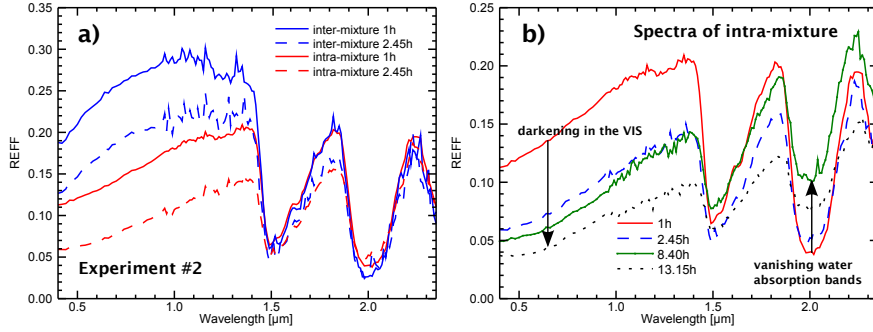 a)
inter-mixture 1h
inter-mixture 2.45h
intra-mixture 1h
intra-mixture 2.45h
Experiment #2
REFF
0.35
0.30
0.25
0.20
0.15
0.10
0.05
0.00
0.5 1.0 1.5 2.0
Wavelength [µm]
b)
Spectra of intra-mixture
darkening in the VIS
1h
2.45h
8.40h
13.15h
vanishing water
absorption bands
REFF
0.25
0.20
0.15
0.10
0.05
0.00
0.5 1.0 1.5 2.0
Wavelength [µm]